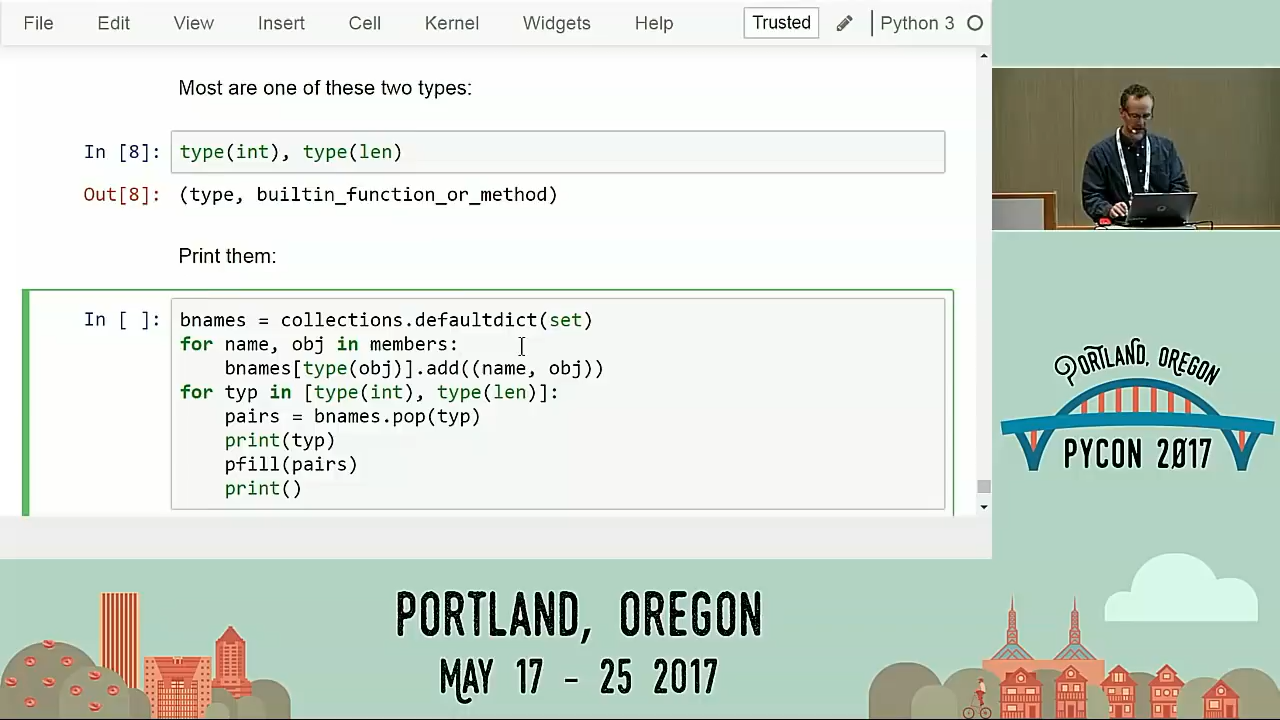 File Edit View Insert Cell Kernel Widgets Help Trusted Python 3
Most are one of these two types:
In [8]: type(int), type(len)
Out[8]: (type, builtin_function_or_method)
Print them:
In [ ]: bnames = collections.defaultdict(set)
for name, obj in members:
    bnames[type(obj)].add((name, obj))
for typ in [type(int), type(len)]:
    pairs = bnames.pop(typ)
    print(typ)
    pfill(pairs)
    print()
PORTLAND, OREGON
PYCON 2017
PORTLAND, OREGON
MAY 17 - 25 2017